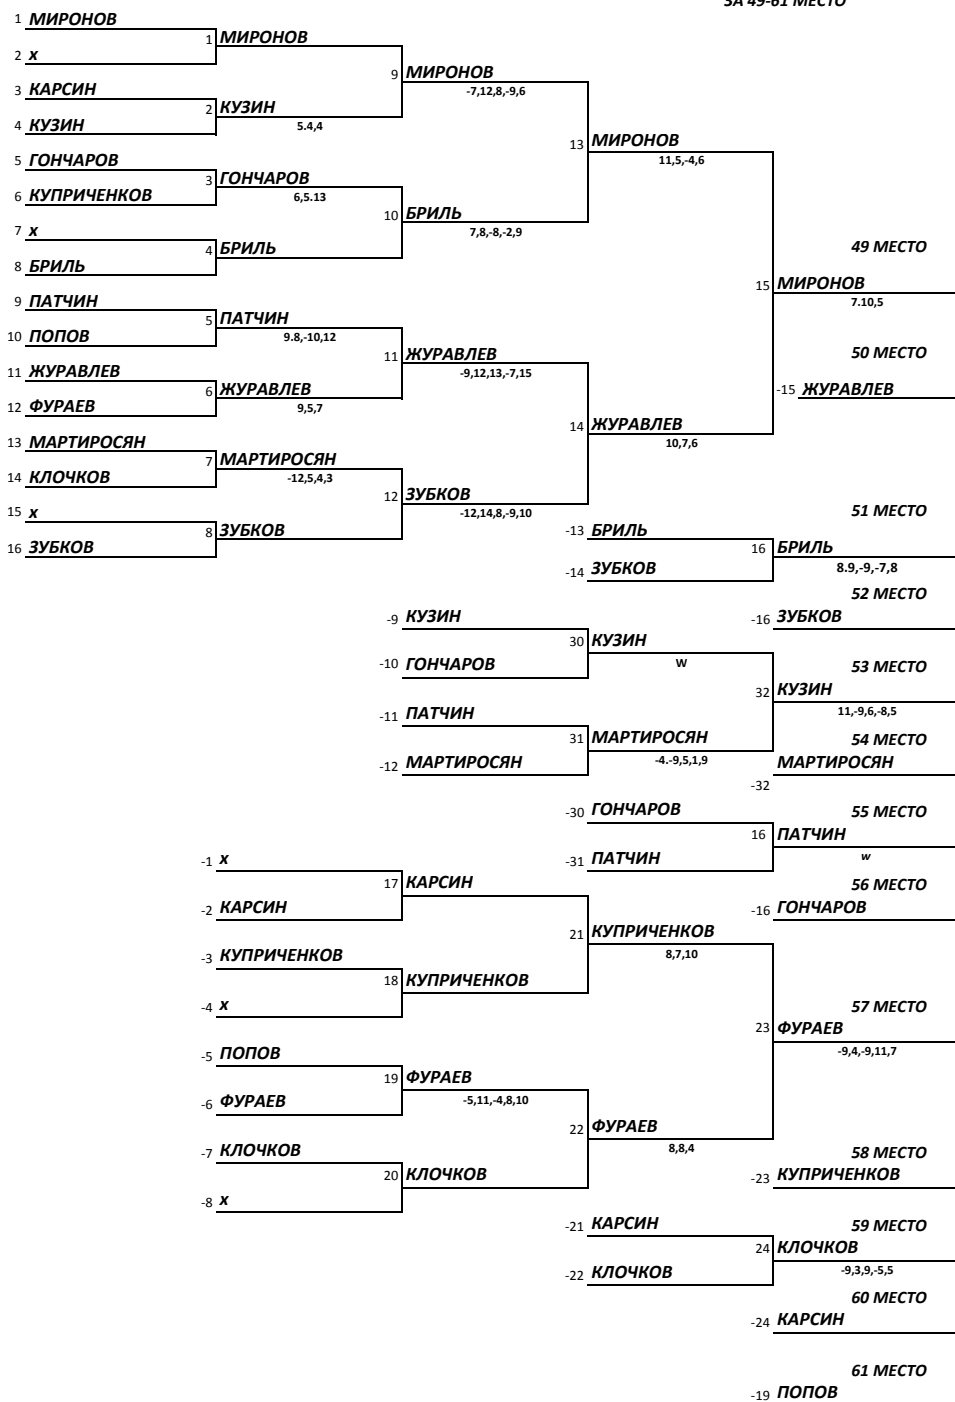 ЗА 49-61 МЕСТО
1 МИРОНОВ
1 МИРОНОВ
2 х
9 МИРОНОВ
-7,12,8,-9,6
3 КАРСИН
2 КУЗИН
5.4,4
4 КУЗИН
13 МИРОНОВ
11,5,-4,6
5 ГОНЧАРОВ
3 ГОНЧАРОВ
6,5.13
6 КУПРИЧЕНКОВ
10 БРИЛЬ
7,8,-8,-2,9
7 х
4 БРИЛЬ
49 МЕСТО
8 БРИЛЬ
15 МИРОНОВ
7.10,5
9 ПАТЧИН
5 ПАТЧИН
9.8,-10,12
10 ПОПОВ
50 МЕСТО
11 ЖУРАВЛЕВ
-9,12,13,-7,15
11 ЖУРАВЛЕВ
6 ЖУРАВЛЕВ
9,5,7
-15 ЖУРАВЛЕВ
12 ФУРАЕВ
14 ЖУРАВЛЕВ
10,7,6
13 МАРТИРОСЯН
7 МАРТИРОСЯН
-12,5,4,3
14 КЛОЧКОВ
12 ЗУБКОВ
-12,14,8,-9,10
15 х
51 МЕСТО
8 ЗУБКОВ
-13 БРИЛЬ
16 ЗУБКОВ
16 БРИЛЬ
8.9,-9,-7,8
-14 ЗУБКОВ
52 МЕСТО
-9 КУЗИН
-16 ЗУБКОВ
30 КУЗИН
W
-10 ГОНЧАРОВ
53 МЕСТО
32 КУЗИН
11,-9,6,-8,5
-11 ПАТЧИН
31 МАРТИРОСЯН
-4.-9,5,1,9
54 МЕСТО
-12 МАРТИРОСЯН
МАРТИРОСЯН
-32
-30 ГОНЧАРОВ
55 МЕСТО
16 ПАТЧИН
w
-1 х
-31 ПАТЧИН
17 КАРСИН
56 МЕСТО
-2 КАРСИН
-16 ГОНЧАРОВ
21 КУПРИЧЕНКОВ
8,7,10
-3 КУПРИЧЕНКОВ
18 КУПРИЧЕНКОВ
-4 х
57 МЕСТО
23 ФУРАЕВ
-9,4,-9,11,7
-5 ПОПОВ
19 ФУРАЕВ
-5,11,-4,8,10
-6 ФУРАЕВ
22 ФУРАЕВ
8,8,4
-7 КЛОЧКОВ
58 МЕСТО
20 КЛОЧКОВ
-23 КУПРИЧЕНКОВ
-8 х
-21 КАРСИН
59 МЕСТО
24 КЛОЧКОВ
-9,3,9,-5,5
-22 КЛОЧКОВ
60 МЕСТО
-24 КАРСИН
61 МЕСТО
-19 ПОПОВ